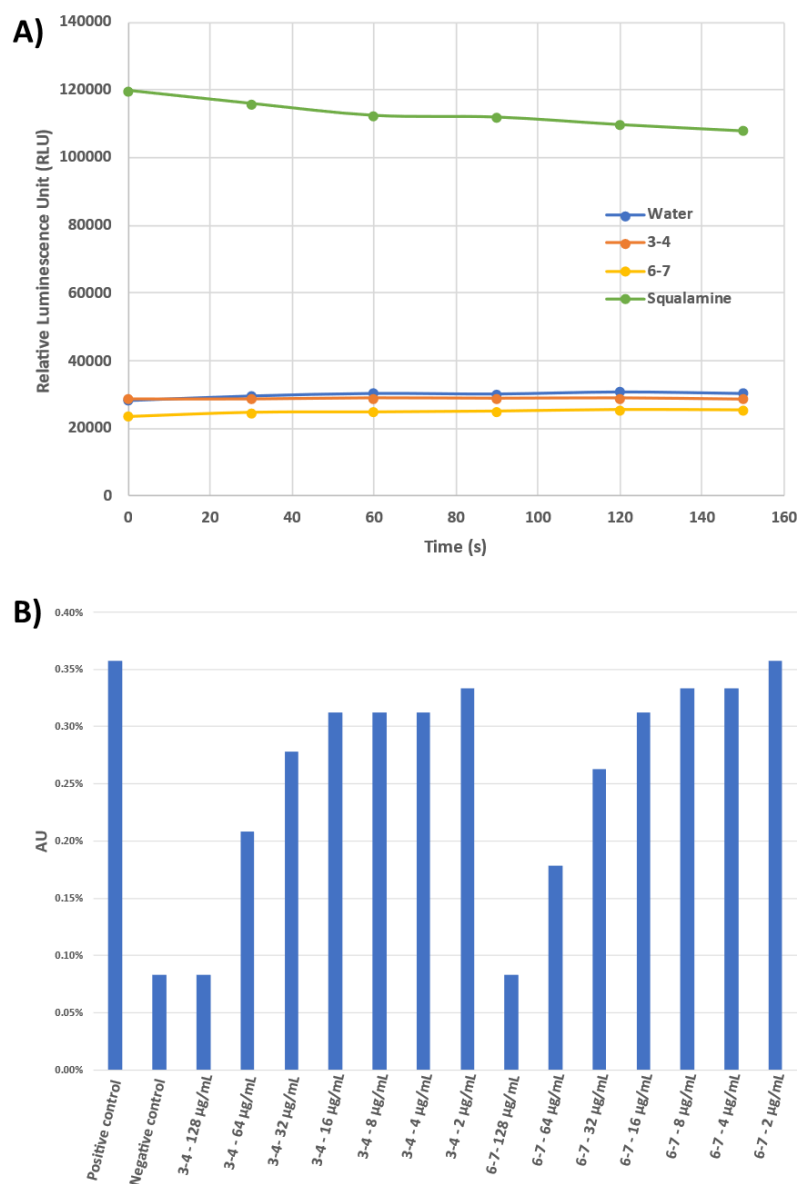 A)
140000
120000
100000
80000
60000
40000
20000
0
Relative Luminescence Unit (RLU)
Water
3-4
6-7
Squalamine
0 20 40 60 80 100 120 140 160
Time (s)
B)
0.40%
0.35%
0.30%
0.25%
0.20%
0.15%
0.10%
0.05%
0.00%
AU
Positive control
Negative control
3-4 - 128 µg/mL
3-4 - 64 µg/mL
3-4 - 32 µg/mL
3-4 - 16 µg/mL
3-4 - 8 µg/mL
3-4 - 4 µg/mL
3-4 - 2 µg/mL
6-7 - 128 µg/mL
6-7 - 64 µg/mL
6-7 - 32 µg/mL
6-7 - 16 µg/mL
6-7 - 8 µg/mL
6-7 - 4 µg/mL
6-7 - 2 µg/mL